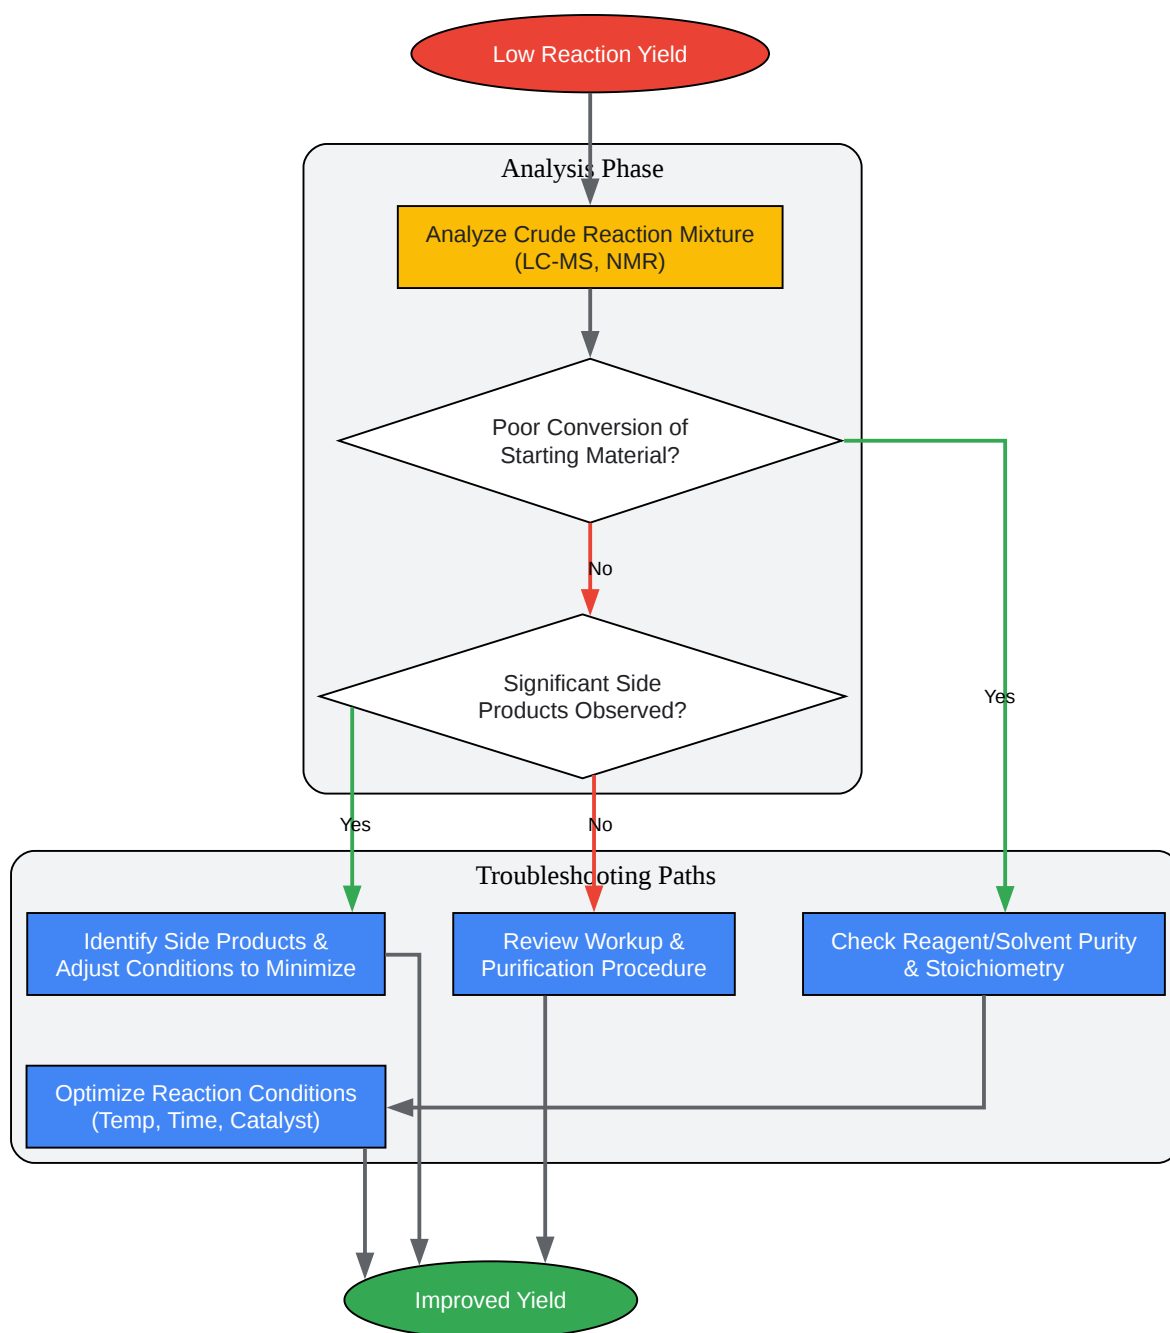 Low Reaction Yield
Analysis Phase
Analyze Crude Reaction Mixture
(LC-MS, NMR)
Poor Conversion of
Starting Material?
No
Significant Side
Products Observed?
Yes
Yes
No
Troubleshooting Paths
Identify Side Products &
Adjust Conditions to Minimize
Review Workup &
Purification Procedure
Check Reagent/Solvent Purity
& Stoichiometry
Optimize Reaction Conditions
(Temp, Time, Catalyst)
Improved Yield